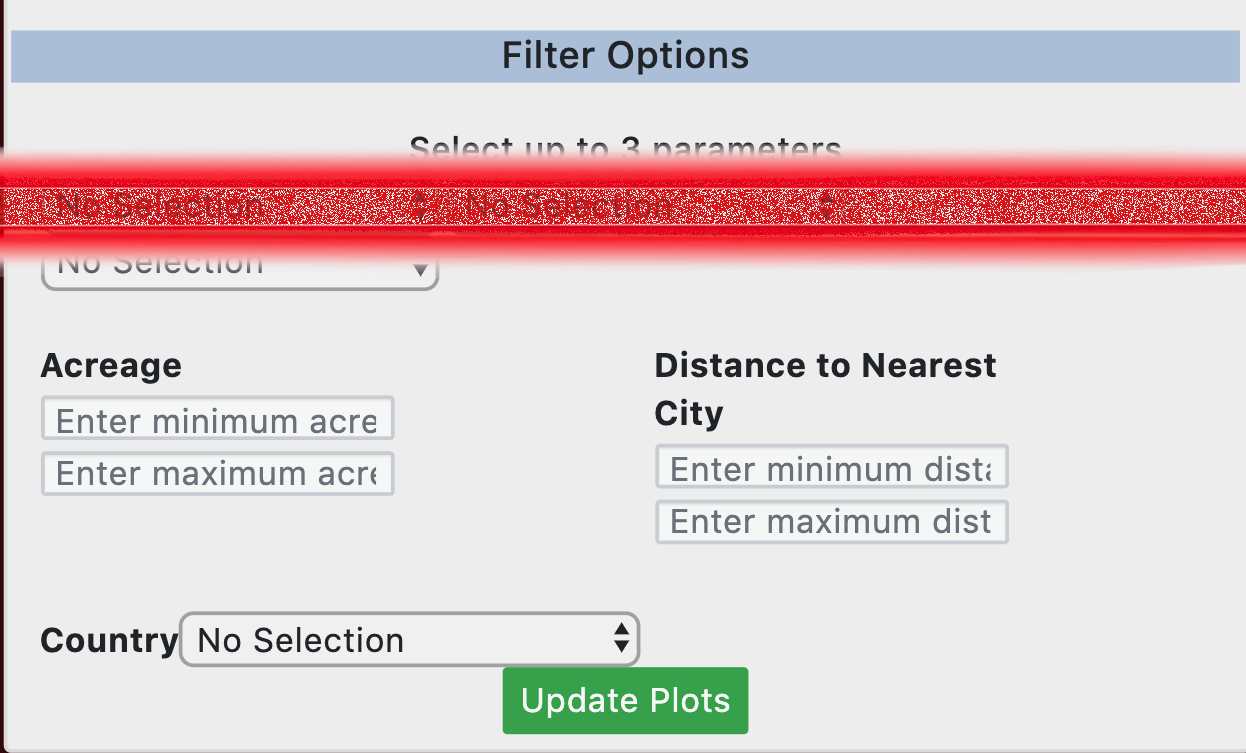 Filter Options
Select up to 3 parameters
No Selection No Selection
No Selection
Acreage
Enter minimum acre
Enter maximum acre
Distance to Nearest
City
Enter minimum dista
Enter maximum dist
Country No Selection
Update Plots